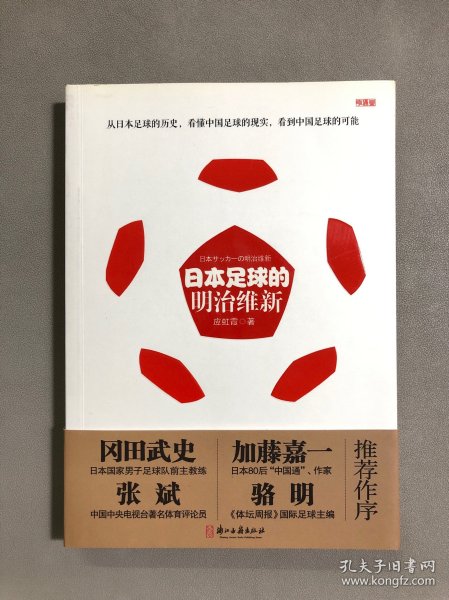 从日本足球的历史，看懂中国足球的现实，看到中国足球的可能
日本サッカーの明治維新
日本足球的
明治维新
应虹霞◎著
冈田武史
日本国家男子足球队前主教练
加藤嘉一
日本80后“中国通”、作家
张斌
中国中央电视台著名体育评论员
骆明
《体坛周报》国际足球主编
推荐作序
浙江古籍出版社
孔夫子旧书网
www.kongfz.com